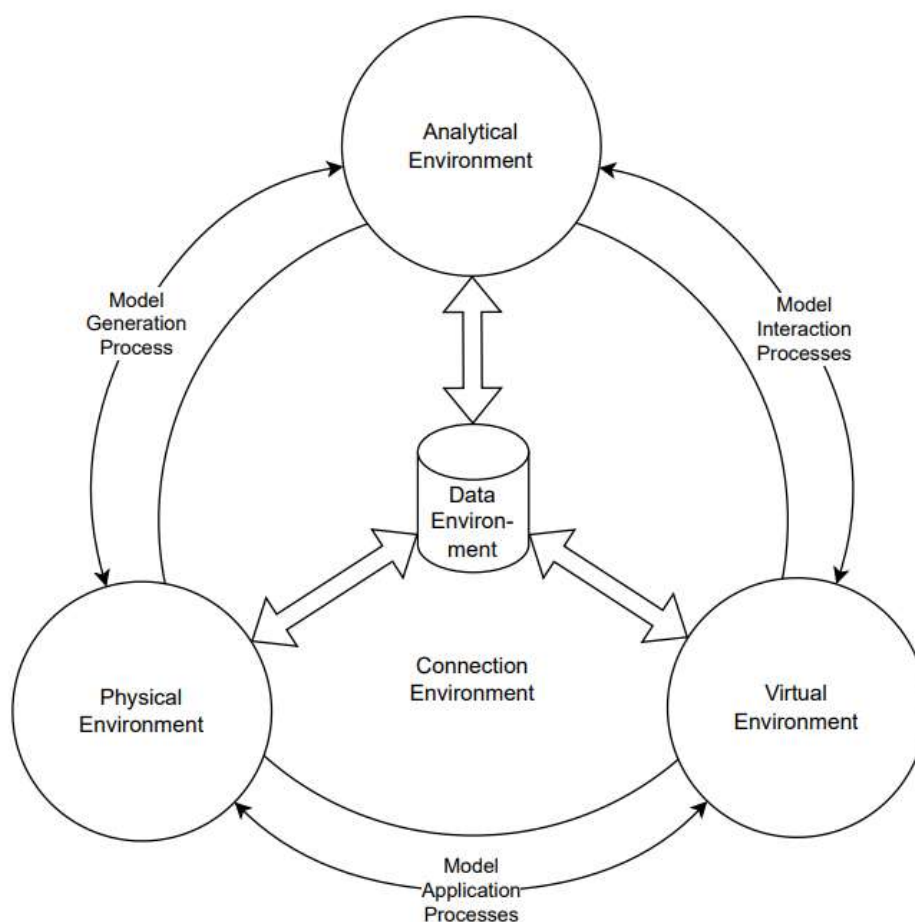 Analytical
Environment
Model
Generation
Process
Model
Interaction
Processes
Data
Environ-
ment
Connection
Environment
Physical
Environment
Virtual
Environment
Model
Application
Processes